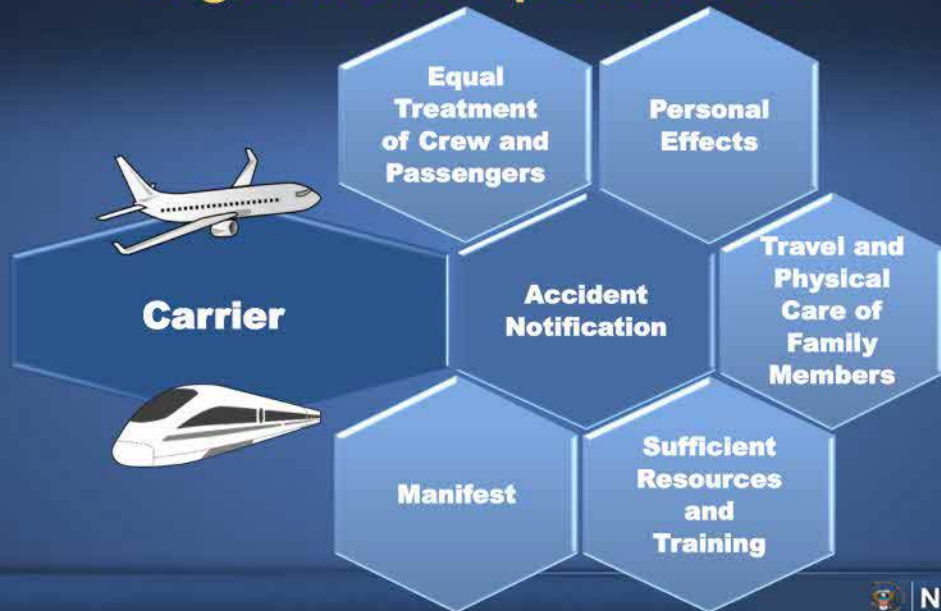 Equal
Treatment
of Crew and
Passengers
Personal
Effects
Carrier
Accident
Notification
Travel and
Physical
Care of
Family
Members
Manifest
Sufficient
Resources
and
Training
N